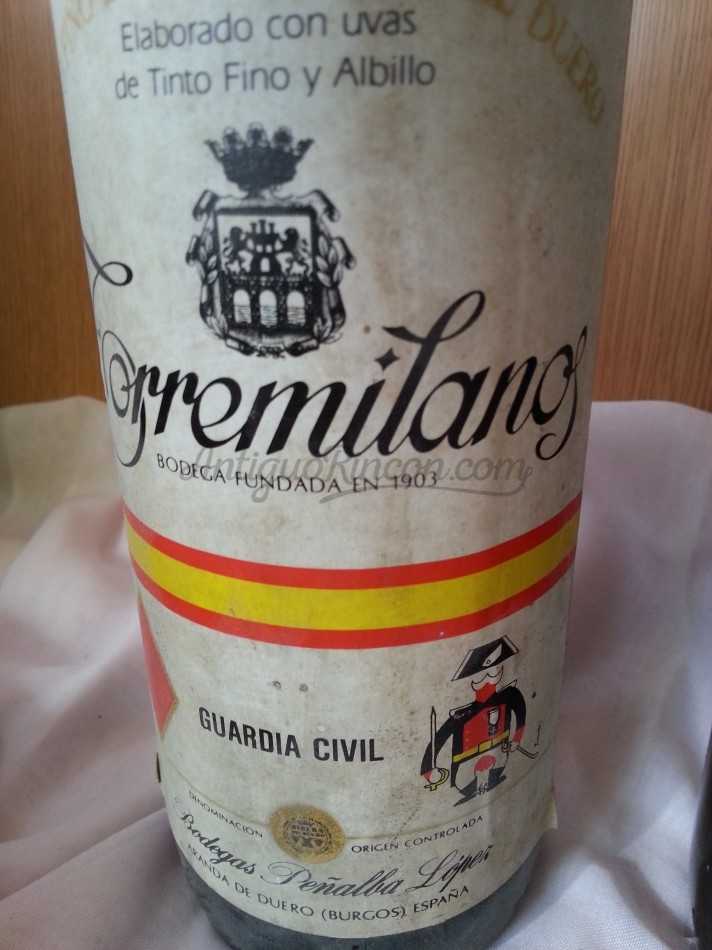 DUERO
Elaborado con uvas
de Tinto Fino y Albillo
Torremilanos
BODEGA FUNDADA EN 1903
AntiguoRincon.com
GUARDIA CIVIL
DENOMINACION
ORIGEN CONTROLADA
Bodegas Peñalba López
ARANDA DE DUERO (BURGOS) ESPAÑA